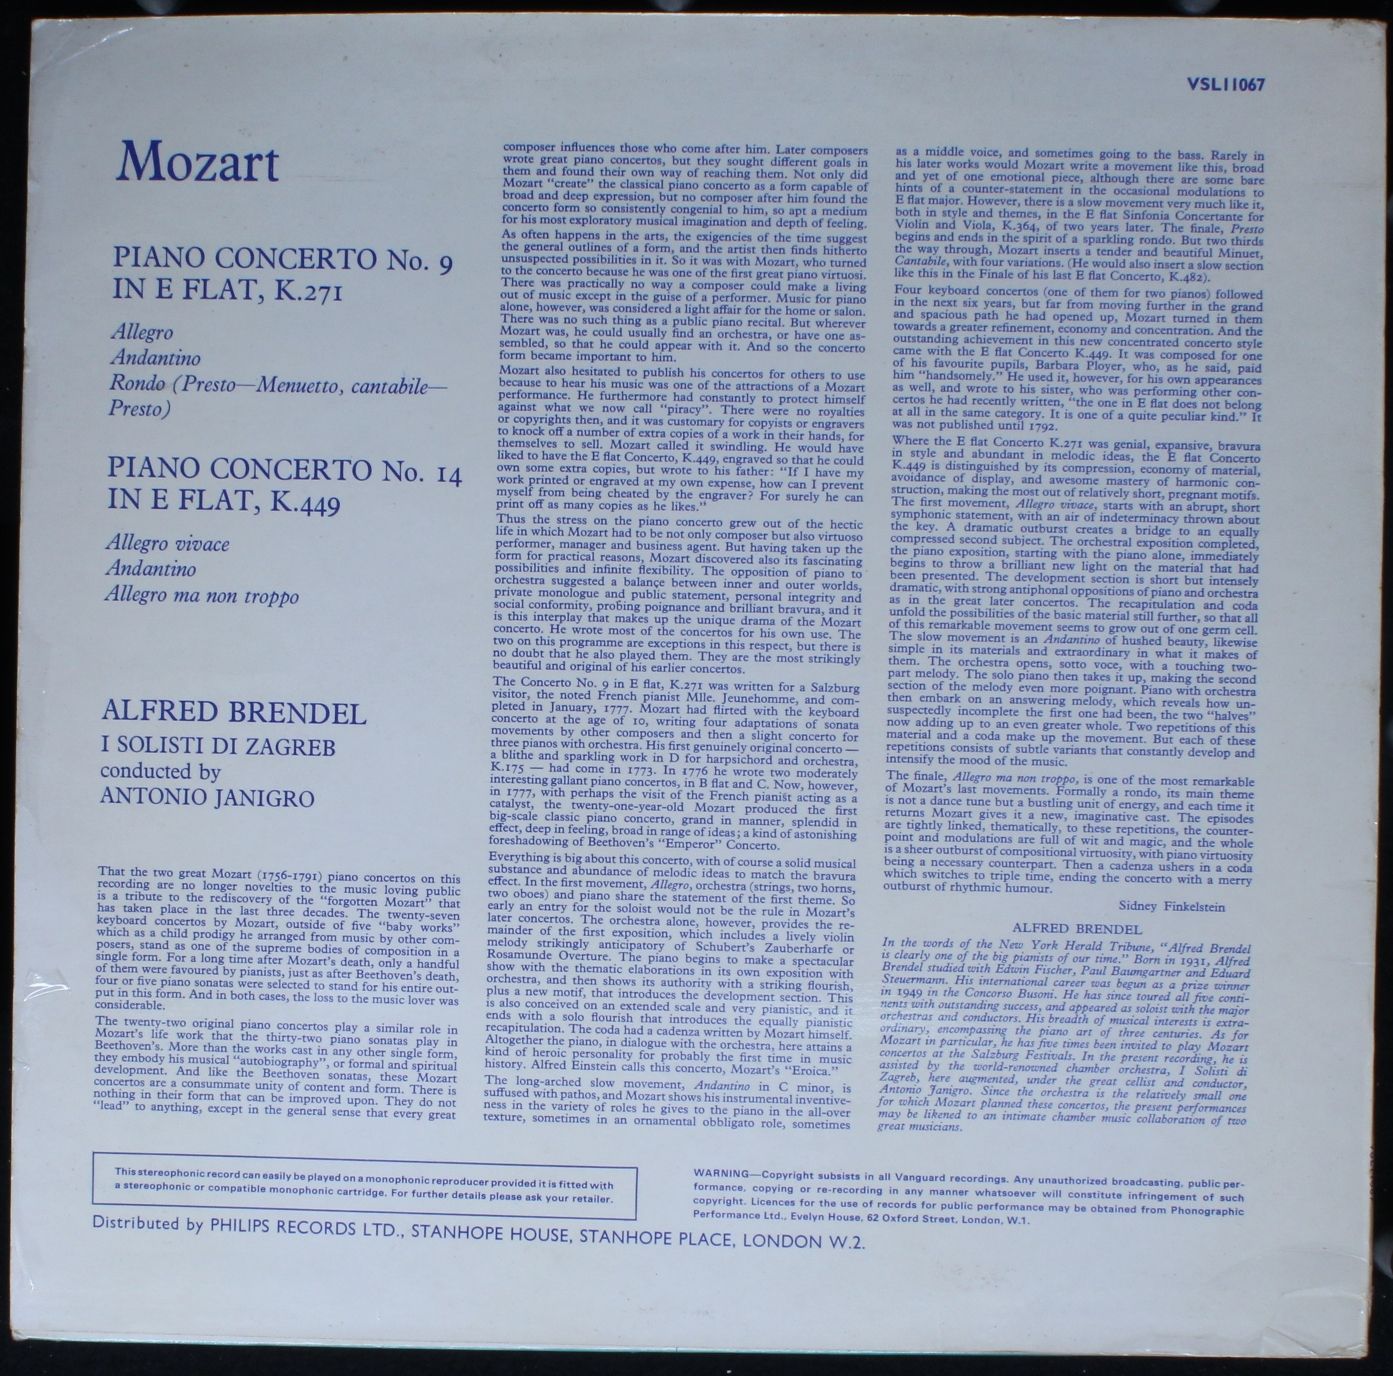 VSL11067
Mozart
PIANO CONCERTO No. 9
IN E FLAT, K.271
Allegro
Andantino
Rondo (Presto—Menuetto, cantabile—
Presto)
PIANO CONCERTO No. 14
IN E FLAT, K.449
Allegro vivace
Andantino
Allegro ma non troppo
ALFRED BRENDEL
I SOLISTI DI ZAGREB
conducted by
ANTONIO JANIGRO
That the two great Mozart (1756-1791) piano concertos on this
recording are no longer novelties to the music loving public
is a tribute to the rediscovery of the "forgotten Mozart" that
has taken place in the last three decades. The twenty-seven
keyboard concertos by Mozart, outside of five "baby works"
which as a child prodigy he arranged from music by other com-
posers, stand as one of the supreme bodies of composition in a
single form. For a long time after Mozart's death, only a handful
of them were favoured by pianists, just as after Beethoven's death,
four or five piano sonatas were selected to stand for his entire out-
put in this form. And in both cases, the loss to the music lover was
considerable.
The twenty-two original piano concertos play a similar role in
Mozart's life work that the thirty-two piano sonatas play in
Beethoven's. More than the works cast in any other single form,
they embody his musical "autobiography", or formal and spiritual
development. And like the Beethoven sonatas, these Mozart
concertos are a consummate unity of content and form. There is
nothing in their form that can be improved upon. They do not
"lead" to anything, except in the general sense that every great
composer influences those who come after him. Later composers
wrote great piano concertos, but they sought different goals in
them and found their own way of reaching them. Not only did
Mozart "create" the classical piano concerto as a form capable of
broad and deep expression, but no composer after him found the
concerto form so consistently congenial to him, so apt a medium
for his most exploratory musical imagination and depth of feeling.
As often happens in the arts, the exigencies of the time suggest
the general outlines of a form, and the artist then finds hitherto
unsuspected possibilities in it. So it was with Mozart, who turned
to the concerto because he was one of the first great piano virtuosi.
There was practically no way a composer could make a living
out of music except in the guise of a performer. Music for piano
alone, however, was considered a light affair for the home or salon.
There was no such thing as a public piano recital. But wherever
Mozart was, he could usually find an orchestra, or have one as-
sembled, so that he could appear with it. And so the concerto
form became important to him.
Mozart also hesitated to publish his concertos for others to use
because to hear his music was one of the attractions of a Mozart
performance. He furthermore had constantly to protect himself
against what we now call "piracy". There were no royalties
or copyrights then, and it was customary for copyists or engravers
to knock off a number of extra copies of a work in their hands, for
themselves to sell. Mozart called it swindling. He would have
liked to have the E flat Concerto, K.449, engraved so that he could
own some extra copies, but wrote to his father: "If I have my
work printed or engraved at my own expense, how can I prevent
myself from being cheated by the engraver? For surely he can
print off as many copies as he likes."
Thus the stress on the piano concerto grew out of the hectic
life in which Mozart had to be not only composer but also virtuoso
performer, manager and business agent. But having taken up the
form for practical reasons, Mozart discovered also its fascinating
possibilities and infinite flexibility. The opposition of piano to
orchestra suggested a balance between inner and outer worlds,
private monologue and public statement, personal integrity and
social conformity, probing poignance and brilliant bravura, and it
is this interplay that makes up the unique drama of the Mozart
concerto. He wrote most of the concertos for his own use. The
two on this programme are exceptions in this respect, but there is
no doubt that he also played them. They are the most strikingly
beautiful and original of his earlier concertos.
The Concerto No. 9 in E flat, K.271 was written for a Salzburg
visitor, the noted French pianist Mlle. Jeunehomme, and com-
pleted in January, 1777. Mozart had flirted with the keyboard
concerto at the age of 10, writing four adaptations of sonata
movements by other composers and then a slight concerto for
three pianos with orchestra. His first genuinely original concerto —
a blithe and sparkling work in D for harpsichord and orchestra,
K.175 — had come in 1773. In 1776 he wrote two moderately
interesting gallant piano concertos, in B flat and C. Now, however,
in 1777, with perhaps the visit of the French pianist acting as a
catalyst, the twenty-one-year-old Mozart produced the first
big-scale classic piano concerto, grand in manner, splendid in
effect, deep in feeling, broad in range of ideas; a kind of astonishing
foreshadowing of Beethoven's "Emperor" Concerto.
Everything is big about this concerto, with of course a solid musical
substance and abundance of melodic ideas to match the bravura
effect. In the first movement, Allegro, orchestra (strings, two horns,
two oboes) and piano share the statement of the first theme. So
early an entry for the soloist would not be the rule in Mozart's
later concertos. The orchestra alone, however, provides the re-
mainder of the first exposition, which includes a lively violin
melody strikingly anticipatory of Schubert's Zauberharfe or
Rosamunde Overture. The piano begins to make a spectacular
show with the thematic elaborations in its own exposition with
orchestra, and then shows its authority with a striking flourish,
plus a new motif, that introduces the development section. This
is also conceived on an extended scale and very pianistic, and it
ends with a solo flourish that introduces the equally pianistic
recapitulation. The coda had a cadenza written by Mozart himself.
Altogether the piano, in dialogue with the orchestra, here attains a
kind of heroic personality for probably the first time in music
history. Alfred Einstein calls this concerto, Mozart's "Eroica."
The long-arched slow movement, Andantino in C minor, is
suffused with pathos, and Mozart shows his instrumental inventive-
ness in the variety of roles he gives to the piano in the all-over
texture, sometimes in an ornamental obbligato role, sometimes
as a middle voice, and sometimes going to the bass. Rarely in
his later works would Mozart write a movement like this, broad
and yet of one emotional piece, although there are some bare
hints of a counter-statement in the occasional modulations to
E flat major. However, there is a slow movement very much like it,
both in style and themes, in the E flat Sinfonia Concertante for
Violin and Viola, K.364, of two years later. The finale, Presto
begins and ends in the spirit of a sparkling rondo. But two thirds
the way through, Mozart inserts a tender and beautiful Minuet,
Cantabile, with four variations. (He would also insert a slow section
like this in the Finale of his last E flat Concerto, K.482).
Four keyboard concertos (one of them for two pianos) followed
in the next six years, but far from moving further in the grand
and spacious path he had opened up, Mozart turned in them
towards a greater refinement, economy and concentration. And the
outstanding achievement in this new concentrated concerto style
came with the E flat Concerto K.449. It was composed for one
of his favourite pupils, Barbara Ployer, who, as he said, paid
him "handsomely." He used it, however, for his own appearances
as well, and wrote to his sister, who was performing other con-
certos he had recently written, "the one in E flat does not belong
at all in the same category. It is one of a quite peculiar kind." It
was not published until 1792.
Where the E flat Concerto K.271 was genial, expansive, bravura
in style and abundant in melodic ideas, the E flat Concerto
K.449 is distinguished by its compression, economy of material,
avoidance of display, and awesome mastery of harmonic con-
struction, making the most out of relatively short, pregnant motifs.
The first movement, Allegro vivace, starts with an abrupt, short
symphonic statement, with an air of indeterminacy thrown about
the key. A dramatic outburst creates a bridge to an equally
compressed second subject. The orchestral exposition completed,
the piano exposition, starting with the piano alone, immediately
begins to throw a brilliant new light on the material that had
been presented. The development section is short but intensely
dramatic, with strong antiphonal oppositions of piano and orchestra
as in the great later concertos. The recapitulation and coda
unfold the possibilities of the basic material still further, so that all
of this remarkable movement seems to grow out of one germ cell.
The slow movement is an Andantino of hushed beauty, likewise
simple in its materials and extraordinary in what it makes of
them. The orchestra opens, sotto voce, with a touching two-
part melody. The solo piano then takes it up, making the second
section of the melody even more poignant. Piano with orchestra
then embark on an answering melody, which reveals how un-
suspectedly incomplete the first one had been, the two "halves"
now adding up to an even greater whole. Two repetitions of this
material and a coda make up the movement. But each of these
repetitions consists of subtle variants that constantly develop and
intensify the mood of the music.
The finale, Allegro ma non troppo, is one of the most remarkable
of Mozart's last movements. Formally a rondo, its main theme
is not a dance tune but a bustling unit of energy, and each time it
returns Mozart gives it a new, imaginative cast. The episodes
are tightly linked, thematically, to these repetitions, the counter-
point and modulations are full of wit and magic, and the whole
is a sheer outburst of compositional virtuosity, with piano virtuosity
being a necessary counterpart. Then a cadenza ushers in a coda
which switches to triple time, ending the concerto with a merry
outburst of rhythmic humour.
Sidney Finkelstein
ALFRED BRENDEL
In the words of the New York Herald Tribune, "Alfred Brendel
is clearly one of the big pianists of our time." Born in 1931, Alfred
Brendel studied with Edwin Fischer, Paul Baumgartner and Eduard
Steuermann. His international career was begun as a prize winner
in 1949 in the Concorso Busoni. He has since toured all five conti-
nents with outstanding success, and appeared as soloist with the major
orchestras and conductors. His breadth of musical interests is extra-
ordinary, encompassing the piano art of three centuries. As for
Mozart in particular, he has five times been invited to play Mozart
concertos at the Salzburg Festivals. In the present recording, he is
assisted by the world-renowned chamber orchestra, I Solisti di
Zagreb, here augmented, under the great cellist and conductor,
Antonio Janigro. Since the orchestra is the relatively small one
for which Mozart planned these concertos, the present performances
may be likened to an intimate chamber music collaboration of two
great musicians.
This stereophonic record can easily be played on a monophonic reproducer provided it is fitted with
a stereophonic or compatible monophonic cartridge. For further details please ask your retailer.
WARNING—Copyright subsists in all Vanguard recordings. Any unauthorized broadcasting, public per-
formance, copying or re-recording in any manner whatsoever will constitute infringement of such
copyright. Licences for the use of records for public performance may be obtained from Phonographic
Performance Ltd., Evelyn House, 62 Oxford Street, London, W.1.
Distributed by PHILIPS RECORDS LTD., STANHOPE HOUSE, STANHOPE PLACE, LONDON W.2.